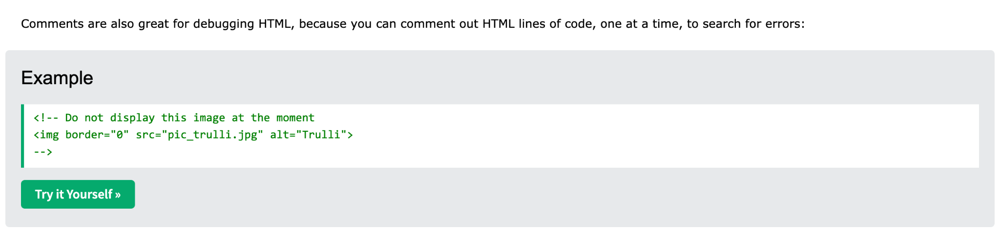 Comments are also great for debugging HTML, because you can comment out HTML lines of code, one at a time, to search for errors:
Example
<!-- Do not display this image at the moment
<img border="0" src="pic_trulli.jpg" alt="Trulli">
-->
Try it Yourself »